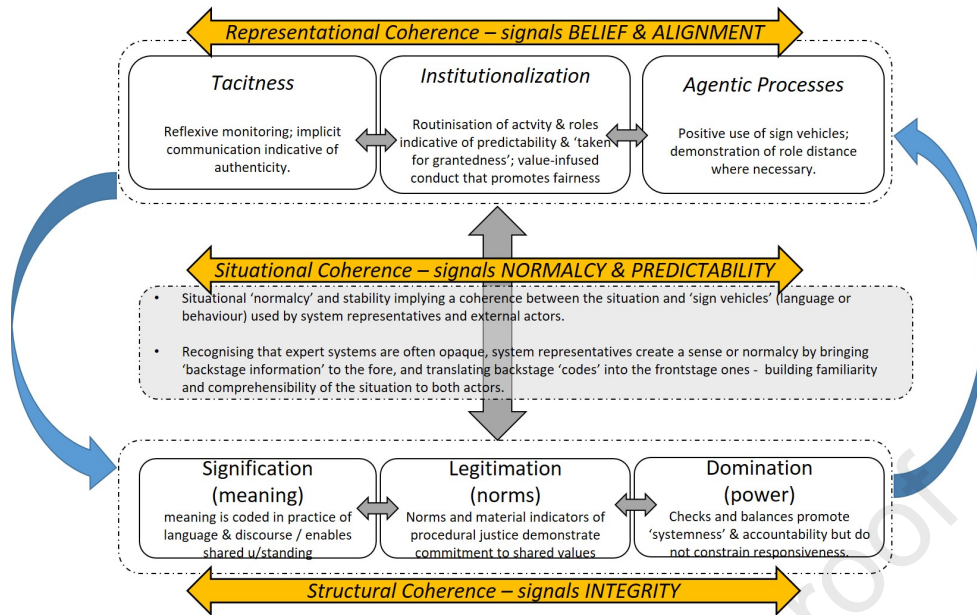 Representational Coherence – signals BELIEF & ALIGNMENT
Tacitness
Reflexive monitoring; implicit
communication indicative of
authenticity.
Institutionalization
Routinisation of actvity & roles
indicative of predictability & ‘taken
for grantedness’; value-infused
conduct that promotes fairness
Agentic Processes
Positive use of sign vehicles;
demonstration of role distance
where necessary.
Situational Coherence – signals NORMALCY & PREDICTABILITY
• Situational ‘normalcy’ and stability implying a coherence between the situation and ‘sign vehicles’ (language or
behaviour) used by system representatives and external actors.
• Recognising that expert systems are often opaque, system representatives create a sense or normalcy by bringing
‘backstage information’ to the fore, and translating backstage ‘codes’ into the frontstage ones - building familiarity
and comprehensibility of the situation to both actors.
Signification
(meaning)
meaning is coded in practice of
language & discourse / enables
shared u/standing
Legitimation
(norms)
Norms and material indicators of
procedural justice demonstrate
commitment to shared values
Domination
(power)
Checks and balances promote
‘systemness’ & accountability but do
not constrain responsiveness.
Structural Coherence – signals INTEGRITY
roof